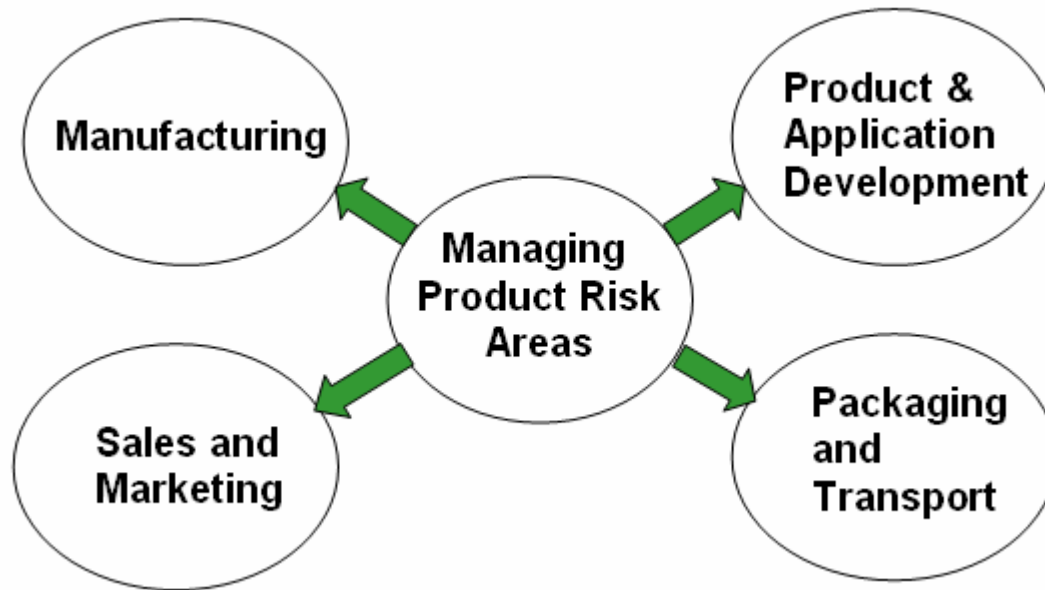 Manufacturing
Product &
Application
Development
Managing
Product Risk
Areas
Sales and
Marketing
Packaging
and
Transport